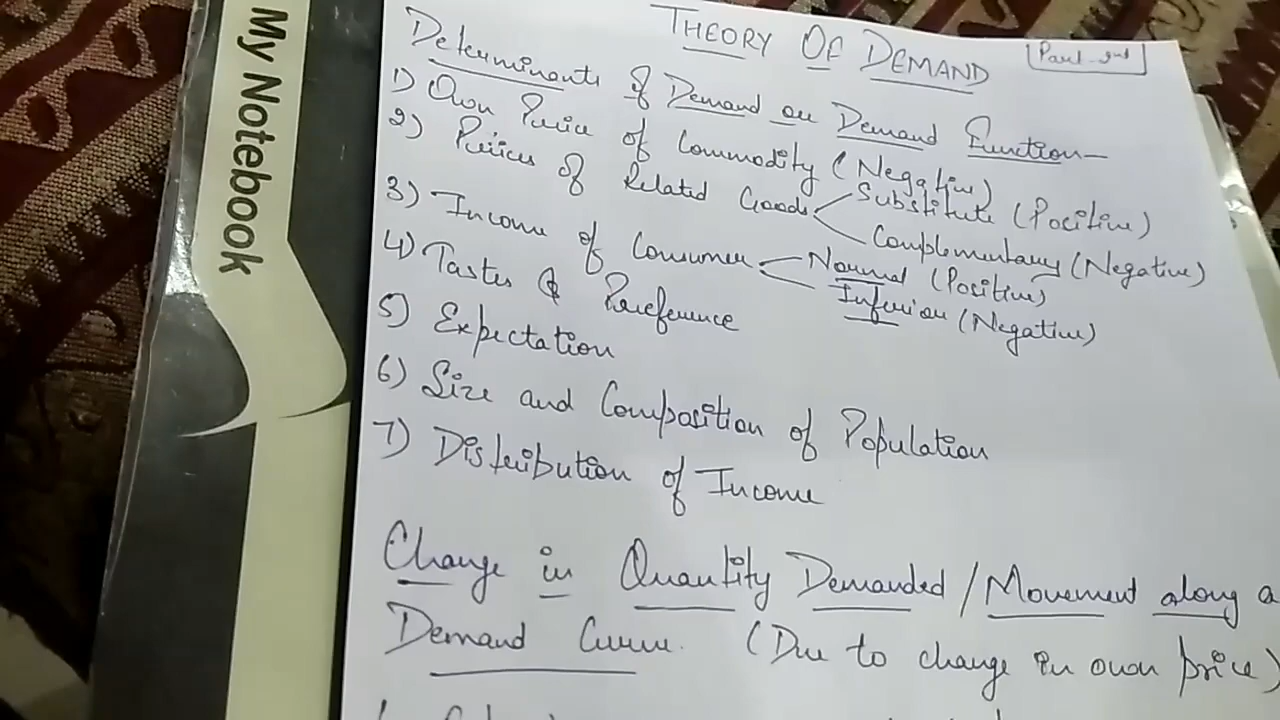 My Notebook
THEORY OF DEMAND
Part-3rd
Determinants of Demand or Demand Function-
1) Own Price of Commodity (Negative)
2) Prices of Related Goods
Substitute (Positive)
Complementary (Negative)
3) Income of Consumer
Normal (Positive)
Inferior (Negative)
4) Tastes & Preference
5) Expectation
6) Size and Composition of Population
7) Distribution of Income
Change in Quantity Demanded / Movement along a
Demand Curve. (Due to change in own price)